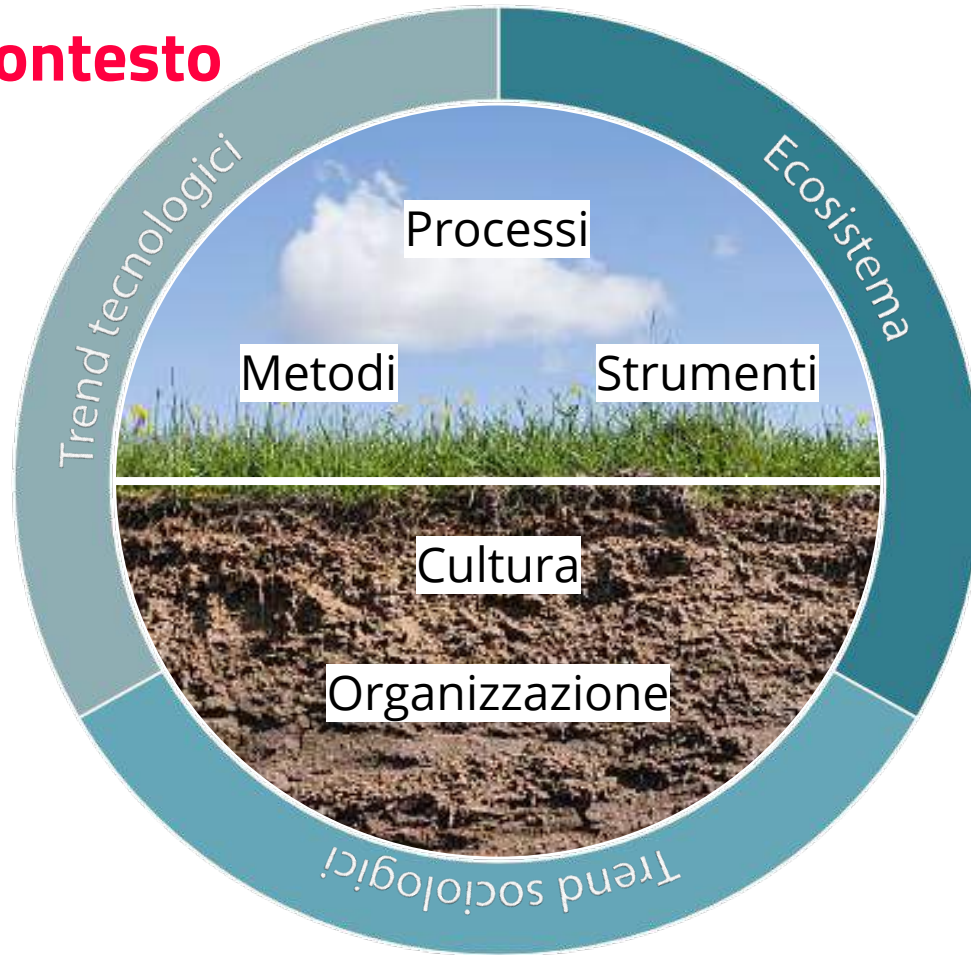 ontesto
Trend tecnologici
Ecosistema
Processi
Metodi
Strumenti
Cultura
Organizzazione
Trend sociologici